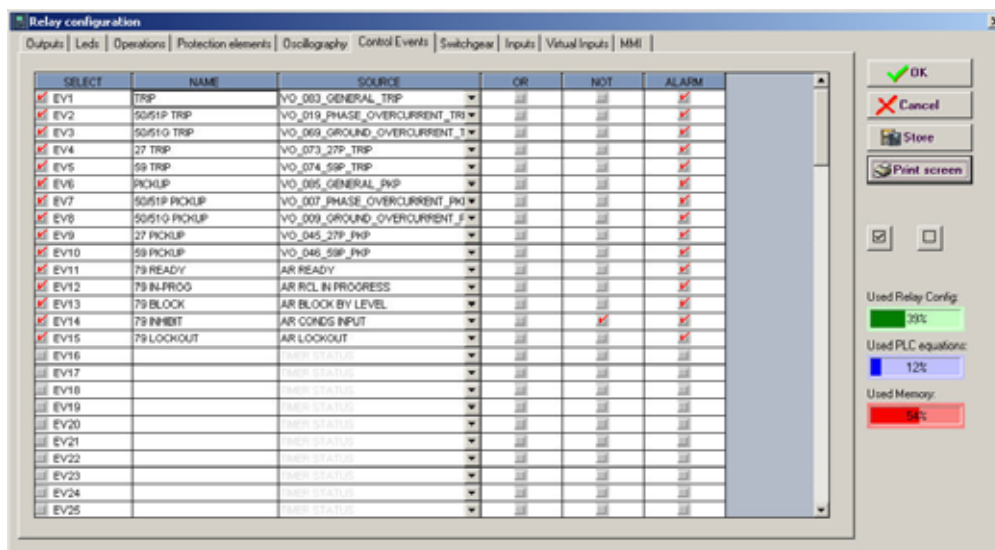 Relay configuration
Outputs Leds Operations Protection elements Oscillography Control Events Switchgear Inputs Virtual Inputs MMI
SELECT NAME SOURCE OR NOT ALARM
EV1 TRIP VO_083_GENERAL_TRIP
EV2 50/51P TRIP VO_019_PHASE_OVERCURRENT_TRI
EV3 50/51G TRIP VO_069_GROUND_OVERCURRENT_T
EV4 27 TRIP VO_073_27P_TRIP
EV5 59 TRIP VO_074_59P_TRIP
EV6 PICKUP VO_085_GENERAL_PKP
EV7 50/51P PICKUP VO_007_PHASE_OVERCURRENT_PKI
EV8 50/51G PICKUP VO_009_GROUND_OVERCURRENT_F
EV9 27 PICKUP VO_045_27P_PKP
EV10 59 PICKUP VO_046_59P_PKP
EV11 79 READY AR READY
EV12 79 IN-PROG AR RCL IN PROGRESS
EV13 79 BLOCK AR BLOCK BY LEVEL
EV14 79 INHIBIT AR CONDS INPUT
EV15 79 LOCKOUT AR LOCKOUT
EV16 TIMER STATUS
EV17 TIMER STATUS
EV18 TIMER STATUS
EV19 TIMER STATUS
EV20 TIMER STATUS
EV21 TIMER STATUS
EV22 TIMER STATUS
EV23 TIMER STATUS
EV24 TIMER STATUS
EV25 TIMER STATUS
OK
Cancel
Store
Print screen
Used Relay Config:
39%
Used PLC equations:
12%
Used Memory:
54%